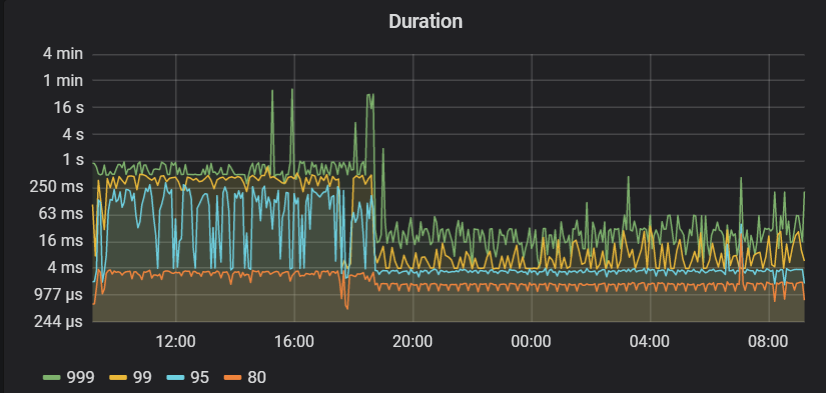 Duration
4 min
1 min
16 s
4 s
1 s
250 ms
63 ms
16 ms
4 ms
977 µs
244 µs
12:00 16:00 20:00 00:00 04:00 08:00
999 99 95 80